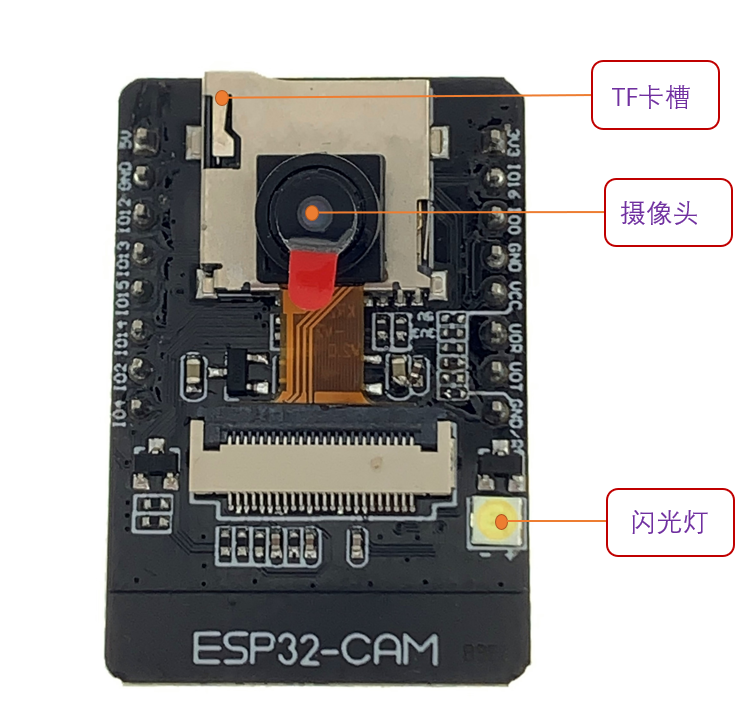 TF卡槽
摄像头
闪光灯
5V
GND
IO12
IO13
IO15
IO14
IO2
IO4
3V3
IO16
IO0
GND
VCC
UOR
UOT
GND/R
ESP32-CAM